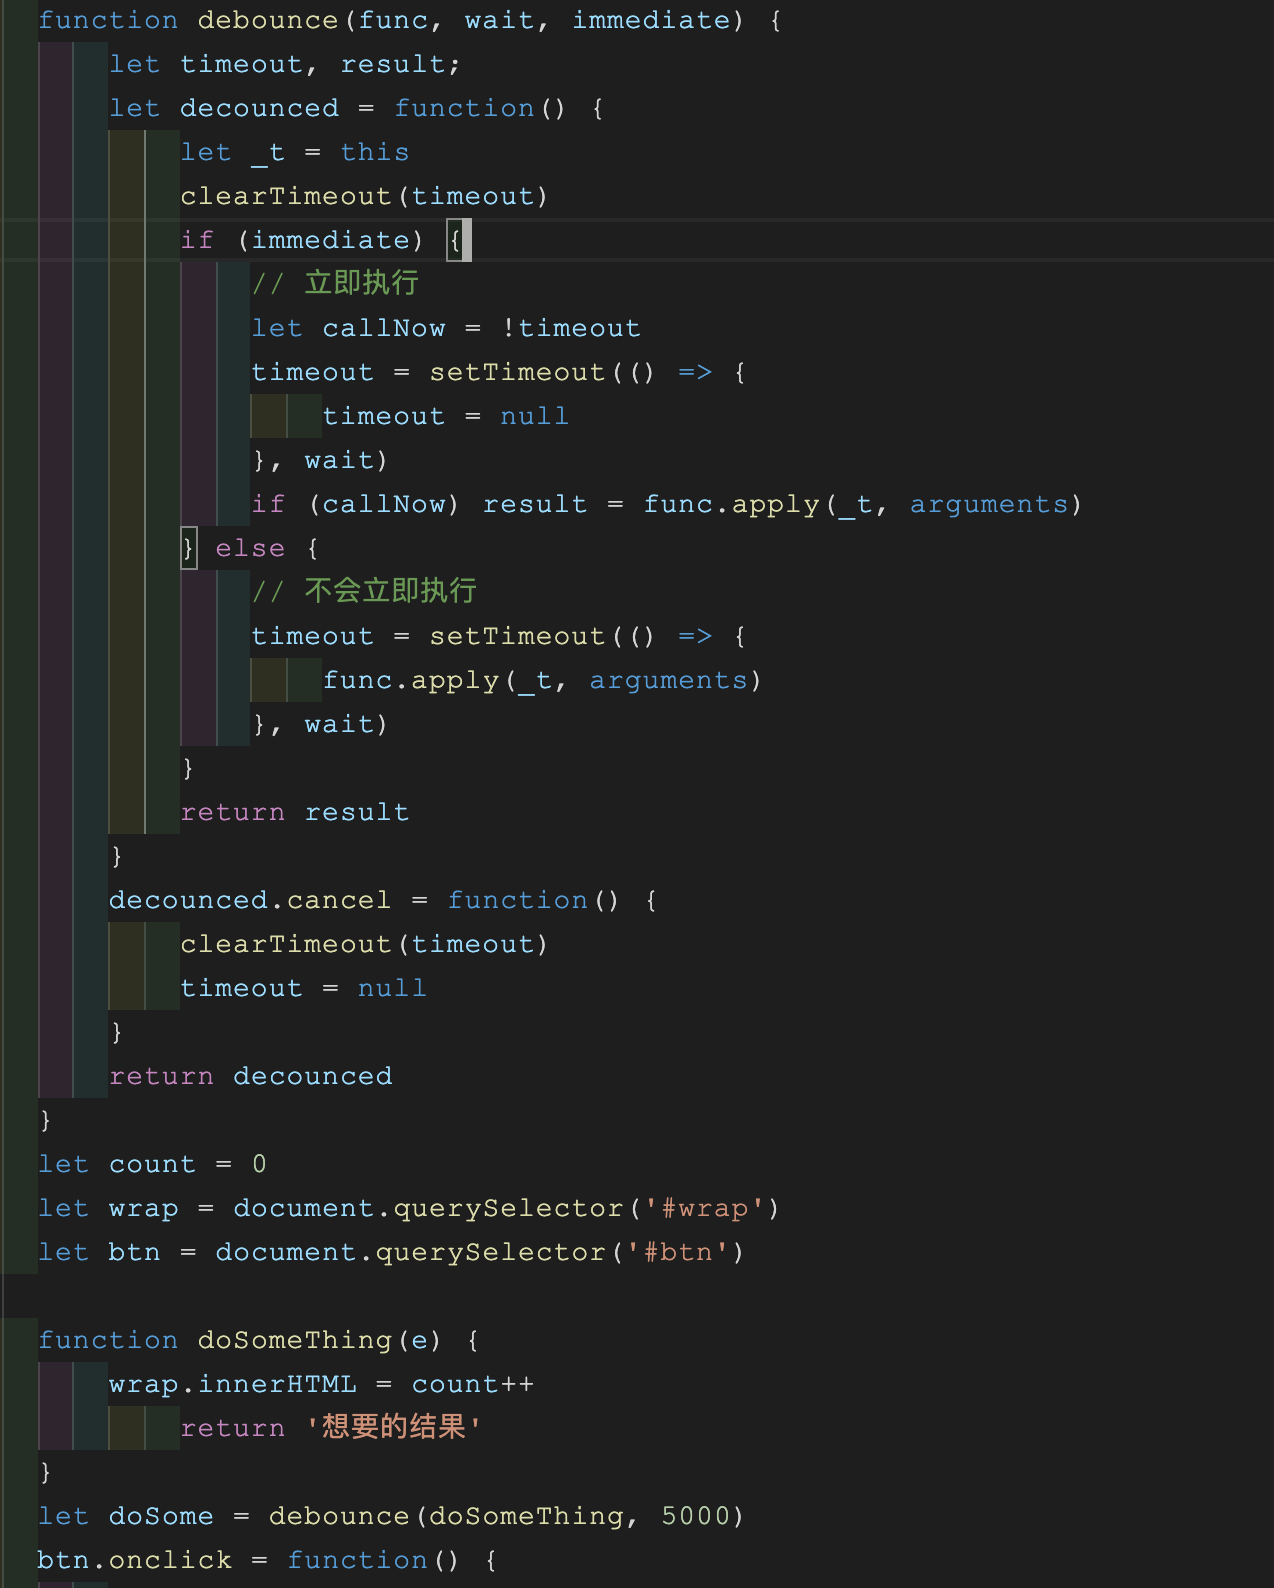 function debounce(func, wait, immediate) {
let timeout, result;
let decounced = function() {
let _t = this
clearTimeout(timeout)
if (immediate) {
// 立即执行
let callNow = !timeout
timeout = setTimeout(() => {
timeout = null
}, wait)
if (callNow) result = func.apply(_t, arguments)
} else {
// 不会立即执行
timeout = setTimeout(() => {
func.apply(_t, arguments)
}, wait)
}
return result
}
decounced.cancel = function() {
clearTimeout(timeout)
timeout = null
}
return decounced
}
let count = 0
let wrap = document.querySelector('#wrap')
let btn = document.querySelector('#btn')
function doSomeThing(e) {
wrap.innerHTML = count++
return '想要的结果'
}
let doSome = debounce(doSomeThing, 5000)
btn.onclick = function() {